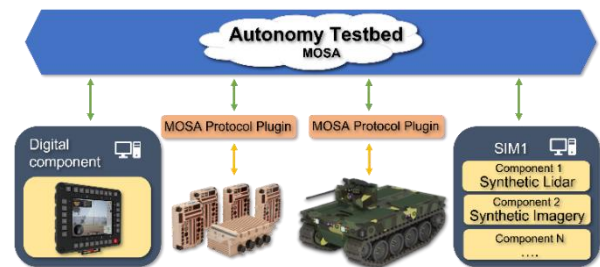 Autonomy Testbed
MOSA
MOSA Protocol Plugin
MOSA Protocol Plugin
Digital
component
SIM1
Component 1
Synthetic Lidar
Component 2
Synthetic Imagery
Component N
....